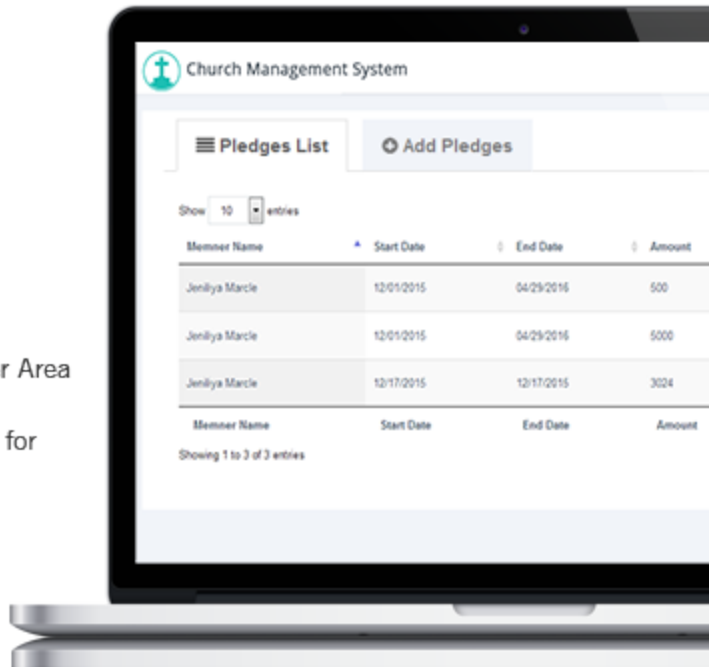 Church Management System
Pledges List Add Pledges
Show 10 entries
Memner Name Start Date End Date Amount
Jeniliya Marcle 12/01/2015 04/29/2016 500
Jeniliya Marcle 12/01/2015 04/29/2016 5000
Jeniliya Marcle 12/17/2015 12/17/2015 3024
Memner Name Start Date End Date Amount
Showing 1 to 3 of 3 entries
r Area
for